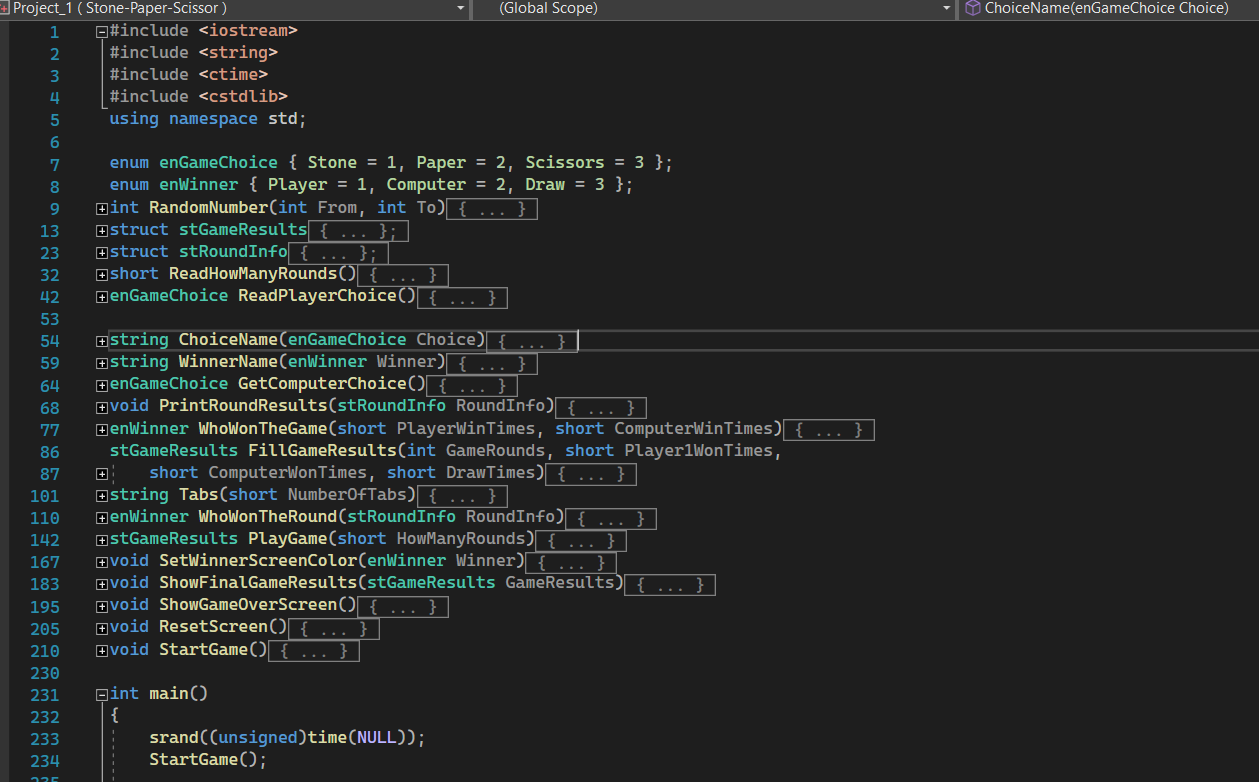 Project_1 ( Stone-Paper-Scissor ) (Global Scope) ChoiceName(enGameChoice Choice)
1 #include <iostream>
2 #include <string>
3 #include <ctime>
4 #include <cstdlib>
5 using namespace std;
6
7 enum enGameChoice { Stone = 1, Paper = 2, Scissors = 3 };
8 enum enWinner { Player = 1, Computer = 2, Draw = 3 };
9 int RandomNumber(int From, int To) { ... }
13 struct stGameResults { ... };
23 struct stRoundInfo { ... };
32 short ReadHowManyRounds() { ... }
42 enGameChoice ReadPlayerChoice() { ... }
53
54 string ChoiceName(enGameChoice Choice) { ... }
59 string WinnerName(enWinner Winner) { ... }
64 enGameChoice GetComputerChoice() { ... }
68 void PrintRoundResults(stRoundInfo RoundInfo) { ... }
77 enWinner WhoWonTheGame(short PlayerWinTimes, short ComputerWinTimes) { ... }
86 stGameResults FillGameResults(int GameRounds, short Player1WonTimes,
87 short ComputerWonTimes, short DrawTimes) { ... }
101 string Tabs(short NumberOfTabs) { ... }
110 enWinner WhoWonTheRound(stRoundInfo RoundInfo) { ... }
142 stGameResults PlayGame(short HowManyRounds) { ... }
167 void SetWinnerScreenColor(enWinner Winner) { ... }
183 void ShowFinalGameResults(stGameResults GameResults) { ... }
195 void ShowGameOverScreen() { ... }
205 void ResetScreen() { ... }
210 void StartGame() { ... }
230
231 int main()
232 {
233 srand((unsigned)time(NULL));
234 StartGame();
235